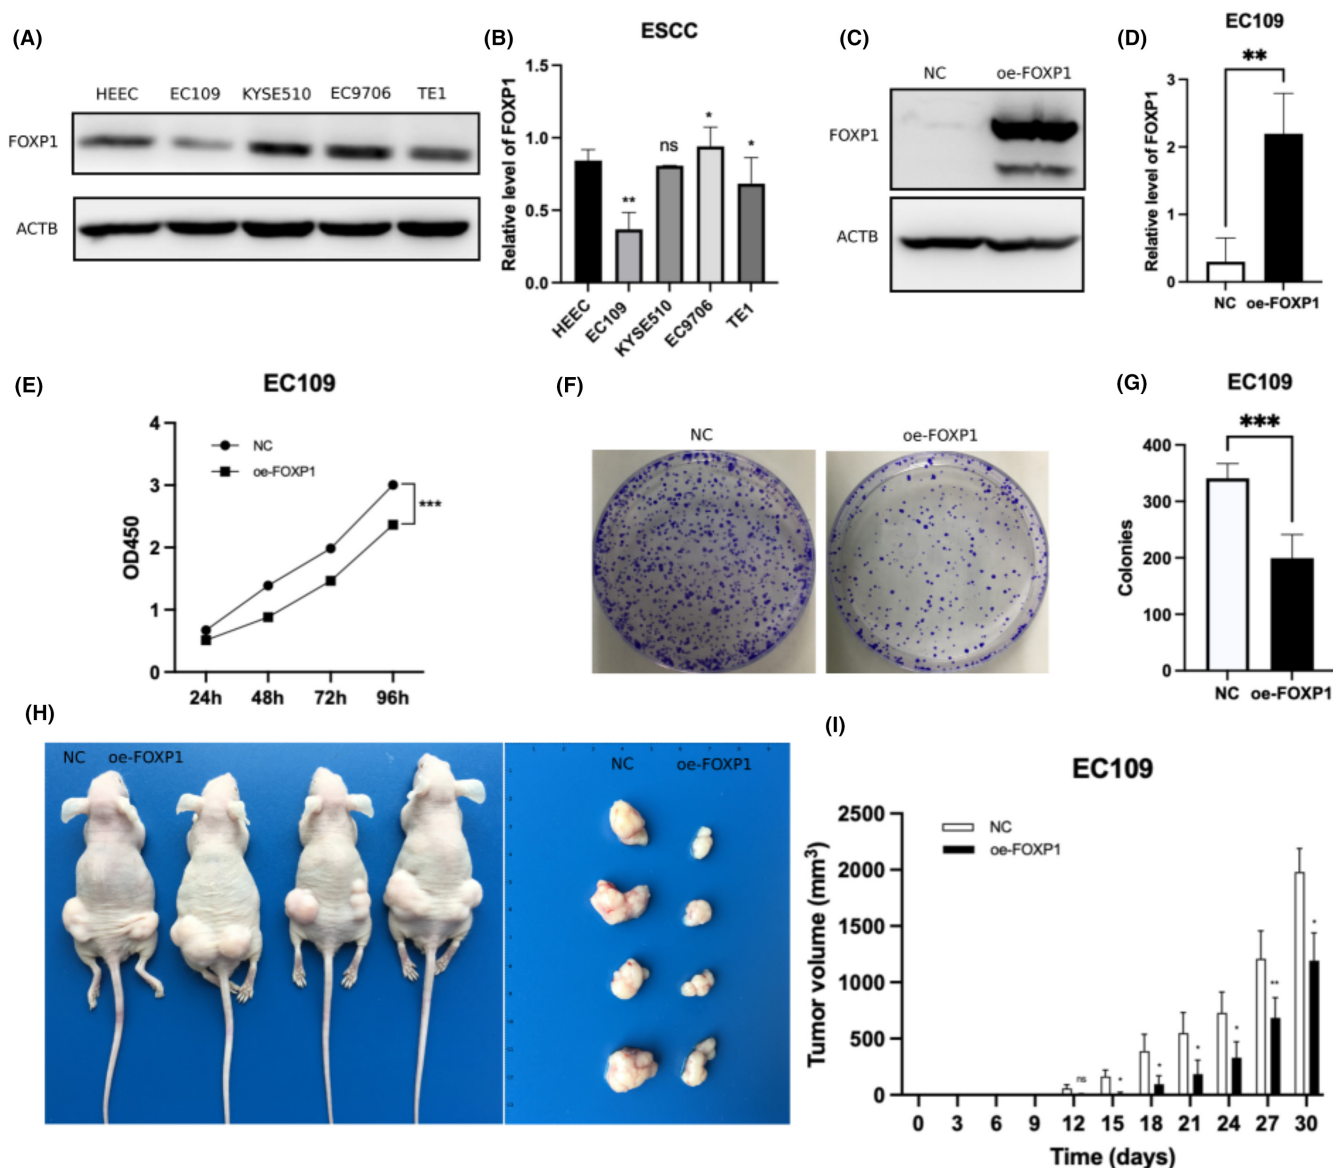 (A)
HEEC EC109 KYSE510 EC9706 TE1
FOXP1
ACTB
(B)
ESCC
Relative level of FOXP1
1.5
1.0
0.5
0.0
** ns * *
HEEC EC109 KYSE510 EC9706 TE1
(C)
NC oe-FOXP1
FOXP1
ACTB
(D)
EC109
**
Relative level of FOXP1
3
2
1
0
NC oe-FOXP1
(E)
EC109
OD450
4
3
2
1
0
NC
oe-FOXP1
***
24h 48h 72h 96h
(F)
NC oe-FOXP1
(G)
EC109
***
Colonies
400
300
200
100
0
NC oe-FOXP1
(H)
NC oe-FOXP1
NC oe-FOXP1
(I)
EC109
Tumor volume (mm³)
2500
2000
1500
1000
500
0
NC
oe-FOXP1
ns * * * * ** *
0 3 6 9 12 15 18 21 24 27 30
Time (days)